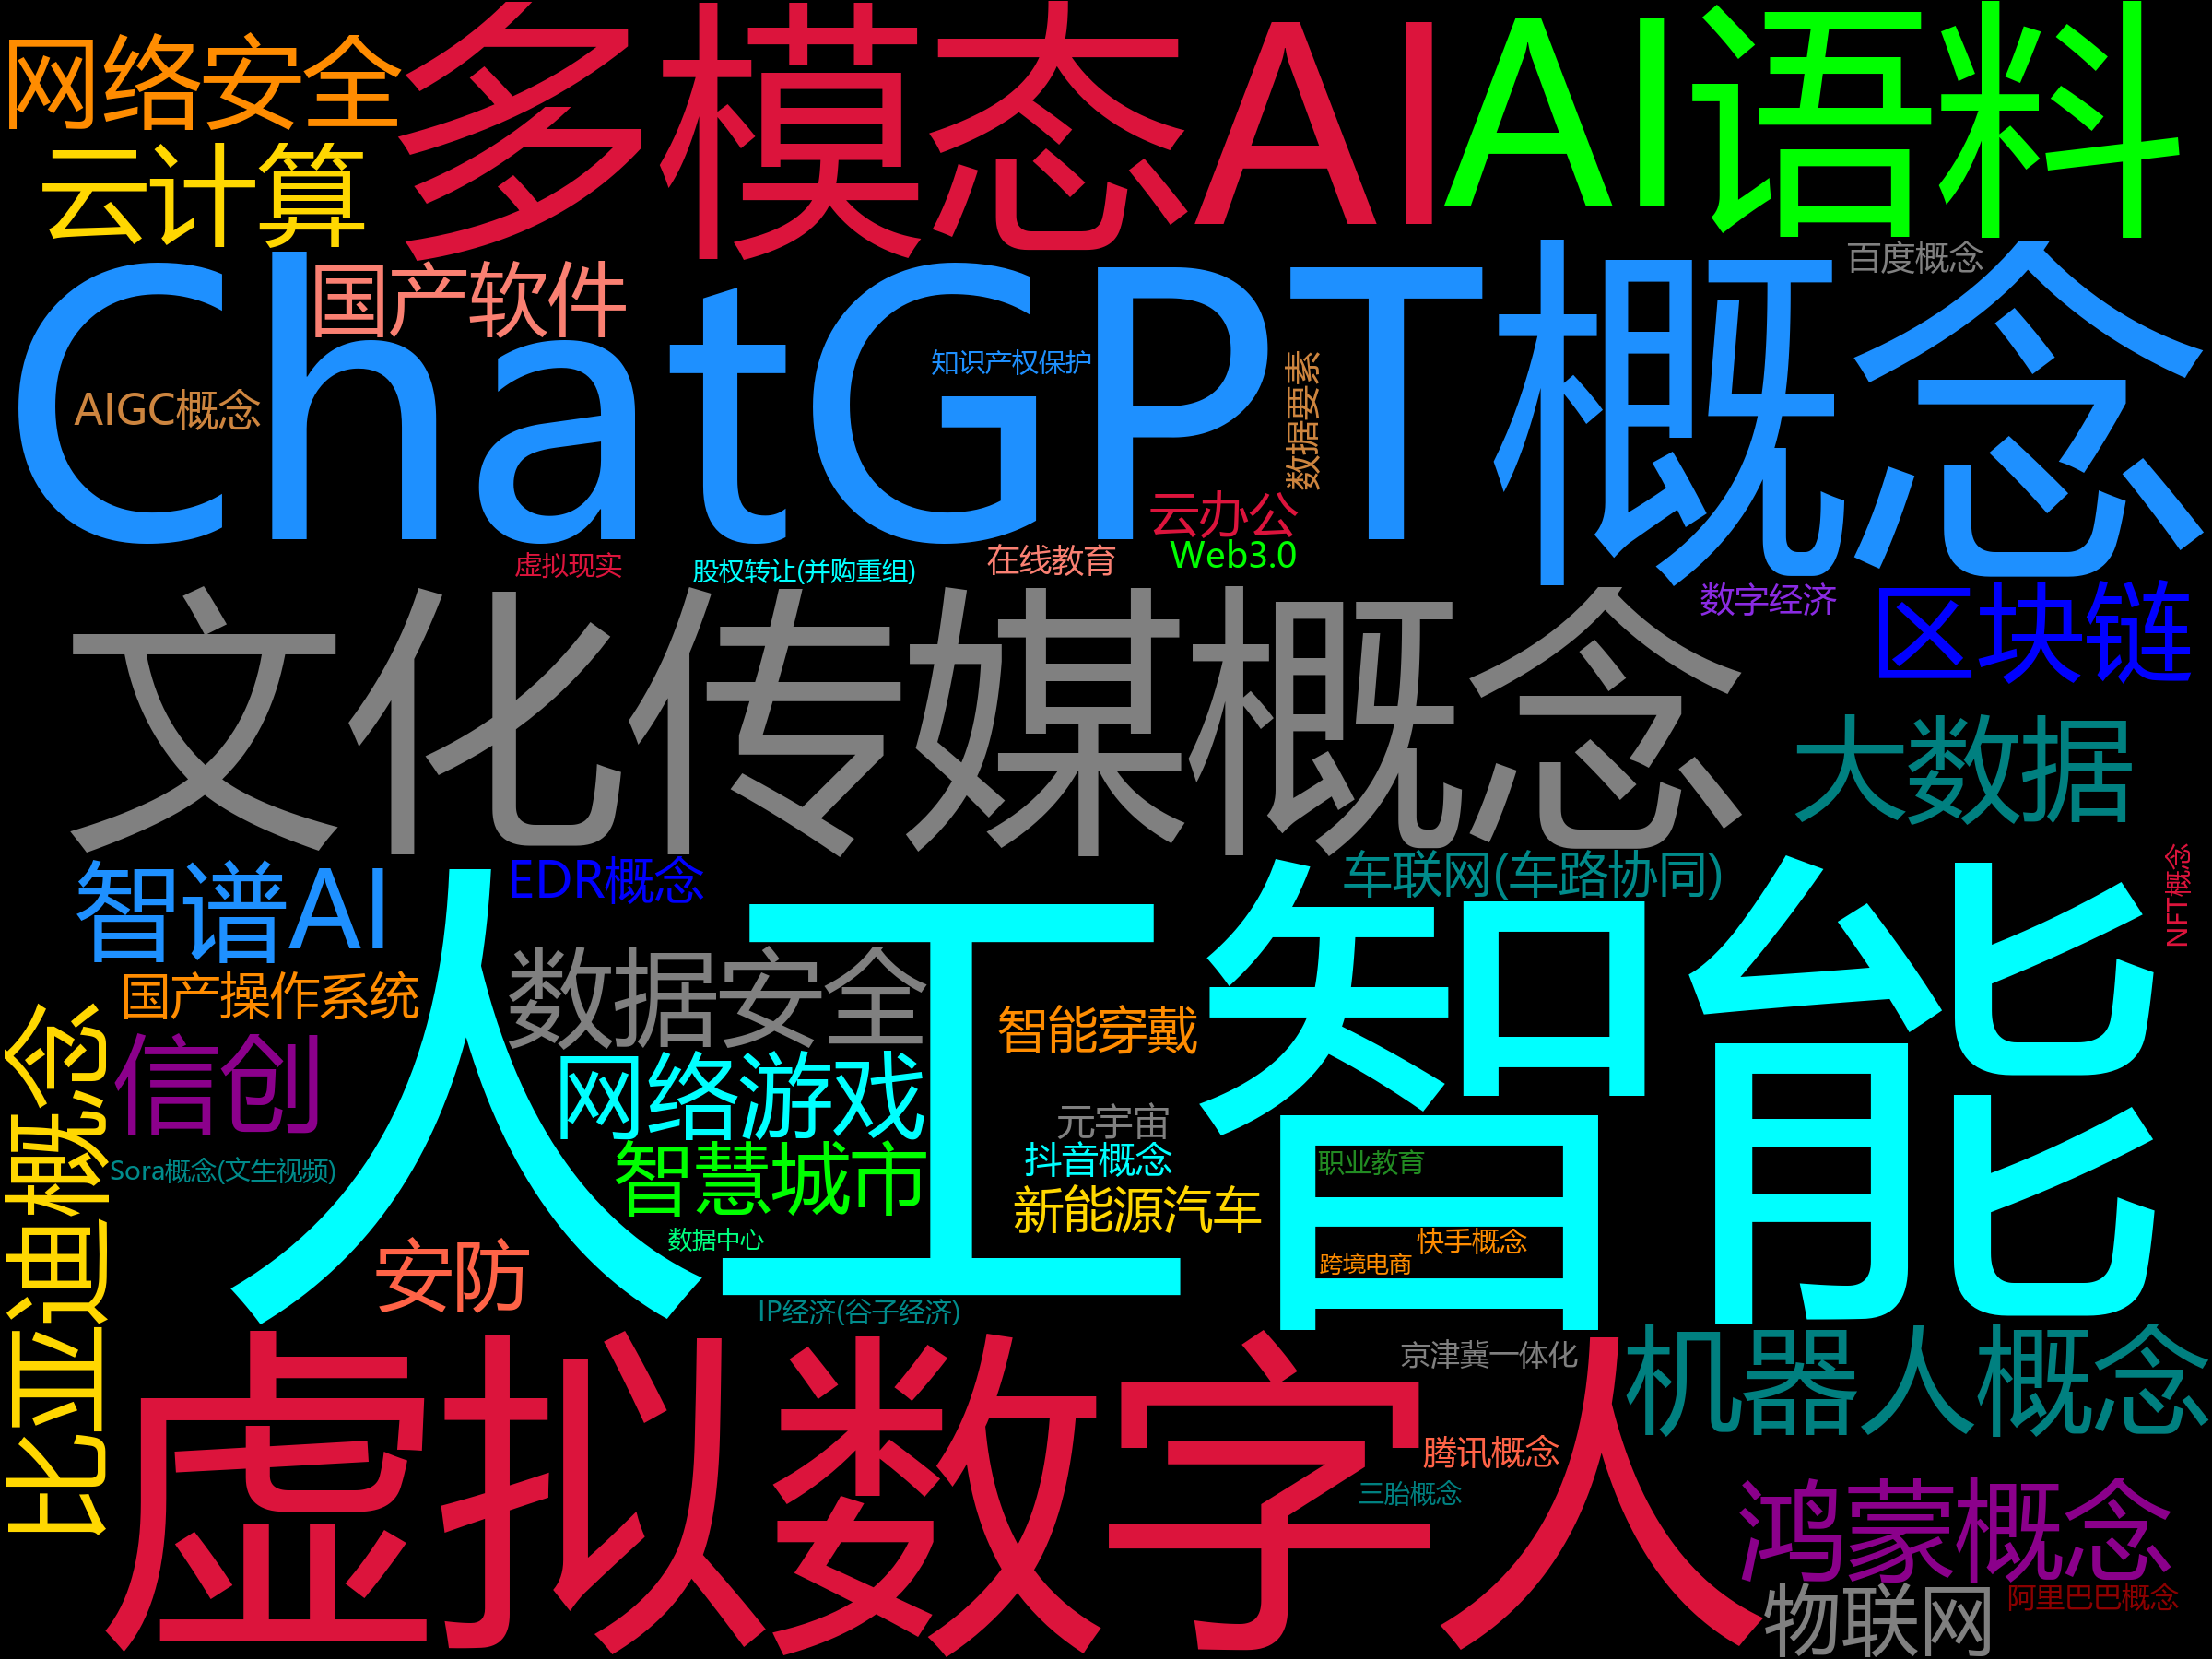 网络安全
多模态AI
AI语料
云计算
百度概念
ChatGPT概念
国产软件
知识产权保护
数据要素
AIGC概念
云办公
Web3.0
虚拟现实
股权转让(并购重组)
在线教育
数字经济
区块链
文化传媒概念
大数据
智谱AI
EDR概念
车联网(车路协同)
NFT概念
人工智能
数据安全
国产操作系统
智能穿戴
比亚迪概念
信创
网络游戏
元宇宙
抖音概念
职业教育
Sora概念(文生视频)
智慧城市
新能源汽车
数据中心
快手概念
跨境电商
安防
IP经济(谷子经济)
虚拟数字人
京津冀一体化
机器人概念
腾讯概念
三胎概念
鸿蒙概念
物联网
阿里巴巴概念